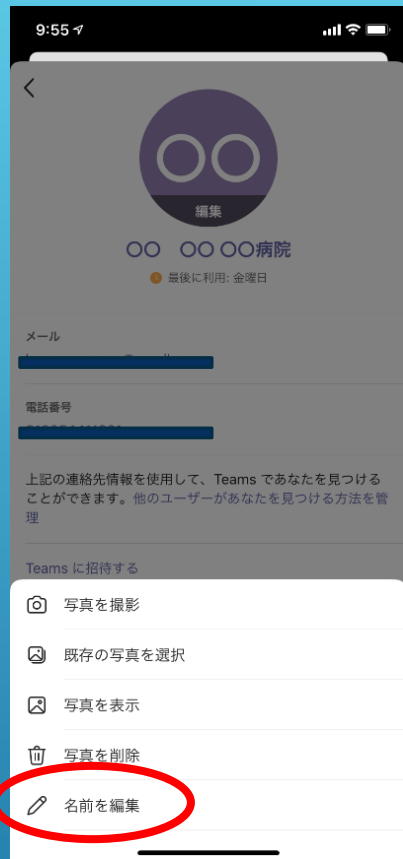 9:55
○○
編集
○○ ○○ ○○病院
最後に利用: 金曜日
メール
電話番号
上記の連絡先情報を使用して、Teams であなたを見つける
ことができます。他のユーザーがあなたを見つける方法を管
理
Teams に招待する
写真を撮影
既存の写真を選択
写真を表示
写真を削除
名前を編集